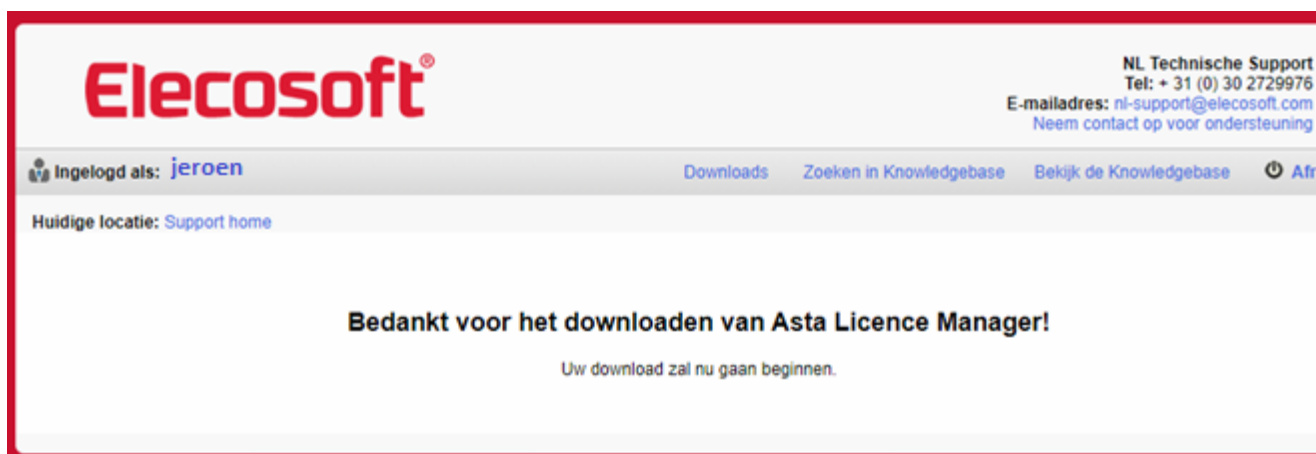 Elecosoft®
NL Technische Support
Tel: + 31 (0) 30 2729976
E-mailadres: nl-support@elecosoft.com
Neem contact op voor ondersteuning
Ingelogd als: jeroen Downloads Zoeken in Knowledgebase Bekijk de Knowledgebase
Huidige locatie: Support home
Bedankt voor het downloaden van Asta Licence Manager!
Uw download zal nu gaan beginnen.